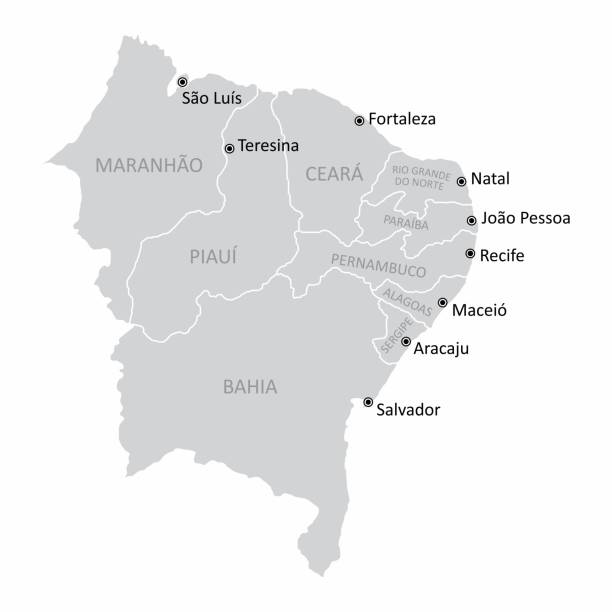 São Luís
Fortaleza
Teresina
MARANHÃO
CEARÁ
RIO GRANDE
DO NORTE
Natal
PARAÍBA
João Pessoa
PIAUÍ
PERNAMBUCO
Recife
ALAGOAS
Maceió
SERGIPE
Aracaju
BAHIA
Salvador